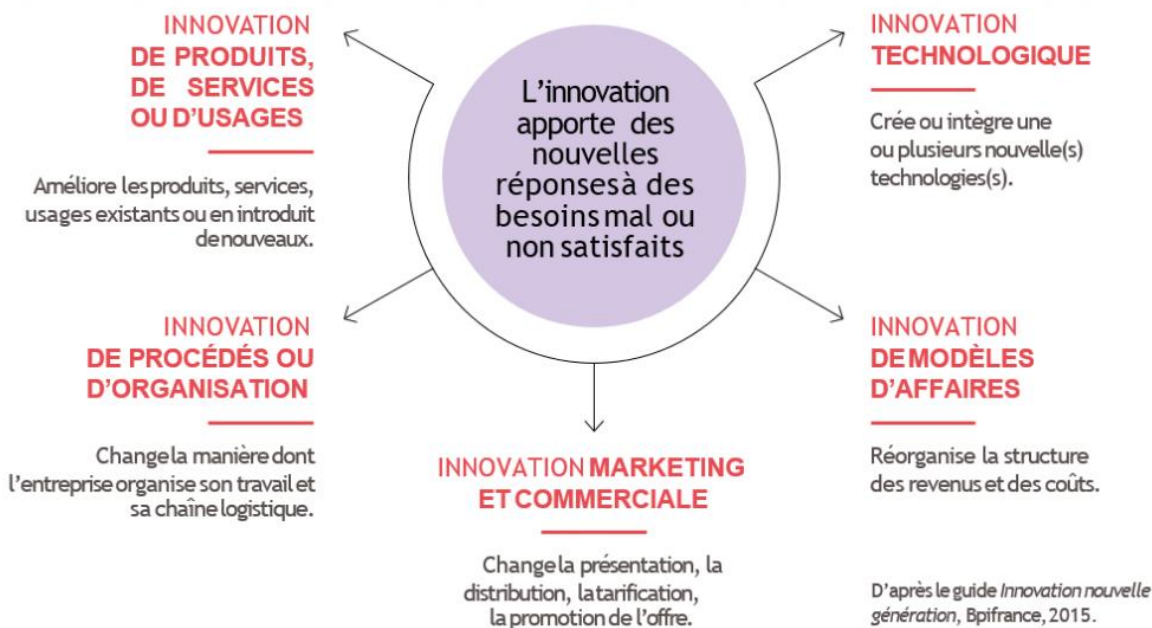 INNOVATION
DE PRODUITS,
DE SERVICES
OU D'USAGES
Améliore les produits, services,
usages existants ou en introduit
de nouveaux.
L'innovation
apporte des
nouvelles
réponses à des
besoins mal ou
non satisfaits
INNOVATION
TECHNOLOGIQUE
Crée ou intègre une
ou plusieurs nouvelle(s)
technologies(s).
INNOVATION
DE PROCÉDÉS OU
D'ORGANISATION
Change la manière dont
l'entreprise organise son travail et
sa chaîne logistique.
INNOVATION MARKETING
ET COMMERCIALE
Change la présentation, la
distribution, la tarification,
la promotion de l'offre.
INNOVATION
DE MODÈLES
D'AFFAIRES
Réorganise la structure
des revenus et des coûts.
D'après le guide Innovation nouvelle
génération, Bpifrance, 2015.